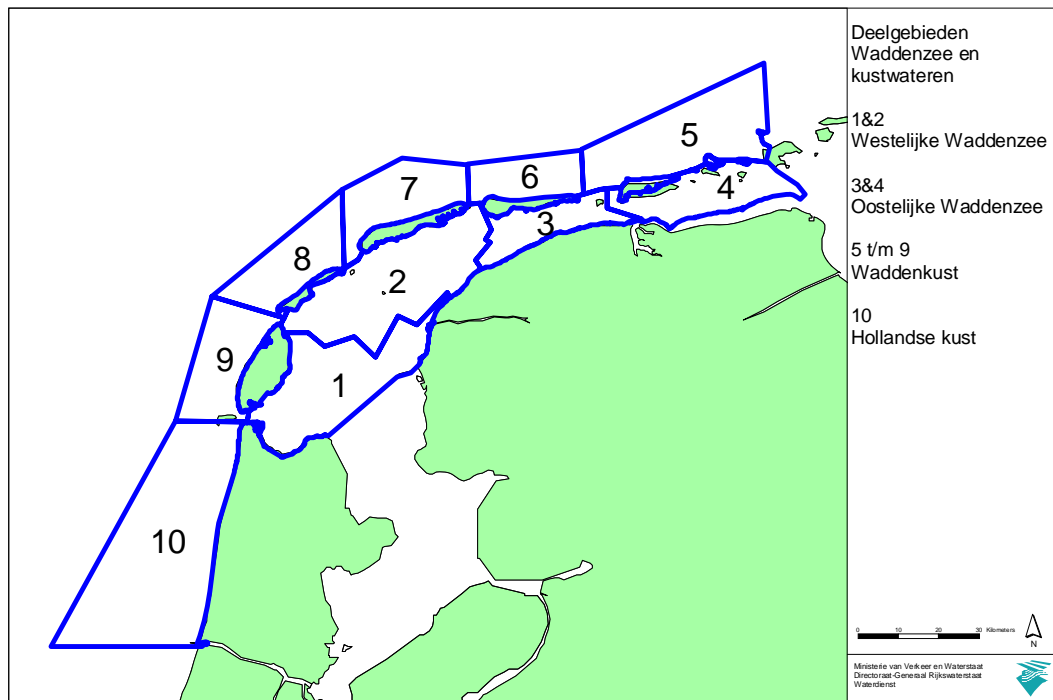 Deelgebieden
Waddenzee en
kustwateren
1&2
Westelijke Waddenzee
3&4
Oostelijke Waddenzee
5 t/m 9
Waddenkust
10
Hollandse kust
5
6
7
4
3
8
2
9
1
10
0 10 20 30 Kilometers
N
Ministerie van Verkeer en Waterstaat
Directoraat-Generaal Rijkswaterstaat
Waterdienst